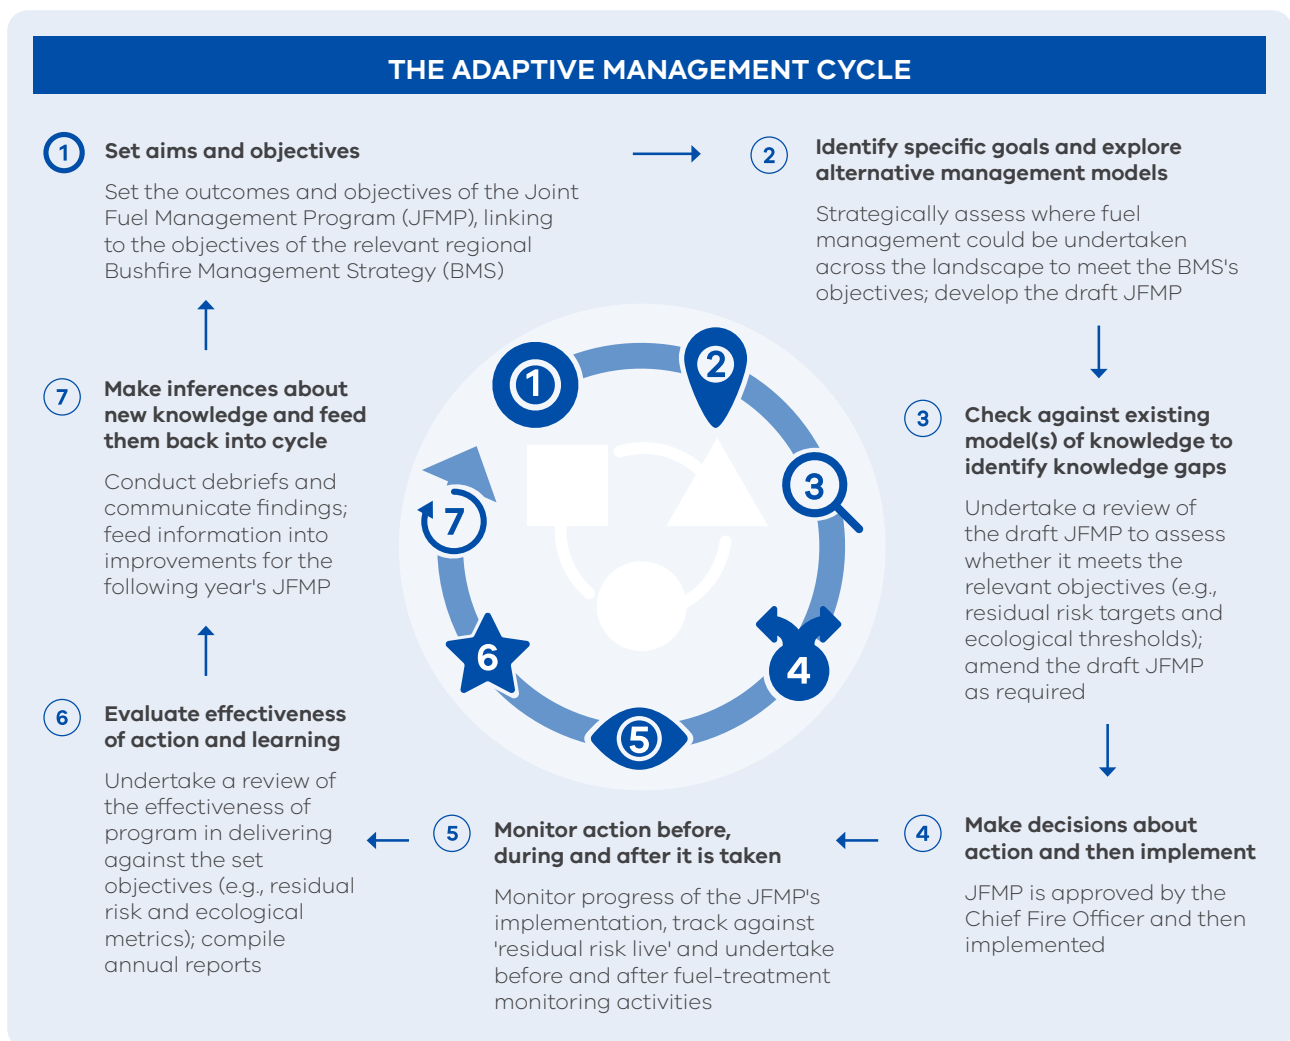 THE ADAPTIVE MANAGEMENT CYCLE
1
Set aims and objectives
Set the outcomes and objectives of the Joint
Fuel Management Program (JFMP), linking
to the objectives of the relevant regional
Bushfire Management Strategy (BMS)
2
Identify specific goals and explore
alternative management models
Strategically assess where fuel
management could be undertaken
across the landscape to meet the BMS's
objectives; develop the draft JFMP
3
Check against existing
model(s) of knowledge to
identify knowledge gaps
Undertake a review of
the draft JFMP to assess
whether it meets the
relevant objectives (e.g.,
residual risk targets and
ecological thresholds);
amend the draft JFMP
as required
4
Make decisions about
action and then implement
JFMP is approved by the
Chief Fire Officer and then
implemented
5
Monitor action before,
during and after it is taken
Monitor progress of the JFMP's
implementation, track against
'residual risk live' and undertake
before and after fuel-treatment
monitoring activities
6
Evaluate effectiveness
of action and learning
Undertake a review of
the effectiveness of
program in delivering
against the set
objectives (e.g., residual
risk and ecological
metrics); compile
annual reports
7
Make inferences about
new knowledge and feed
them back into cycle
Conduct debriefs and
communicate findings;
feed information into
improvements for the
following year's JFMP
1
2
3
4
5
6
7